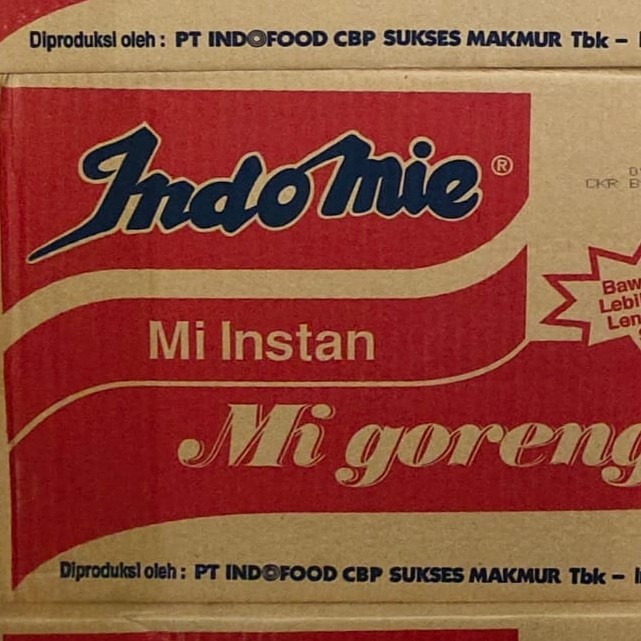 Diproduksi oleh : PT INDOFOOD CBP SUKSES MAKMUR Tbk –
Indomie®
CKR
Mi Instan
Mi goreng
Diproduksi oleh : PT INDOFOOD CBP SUKSES MAKMUR Tbk –